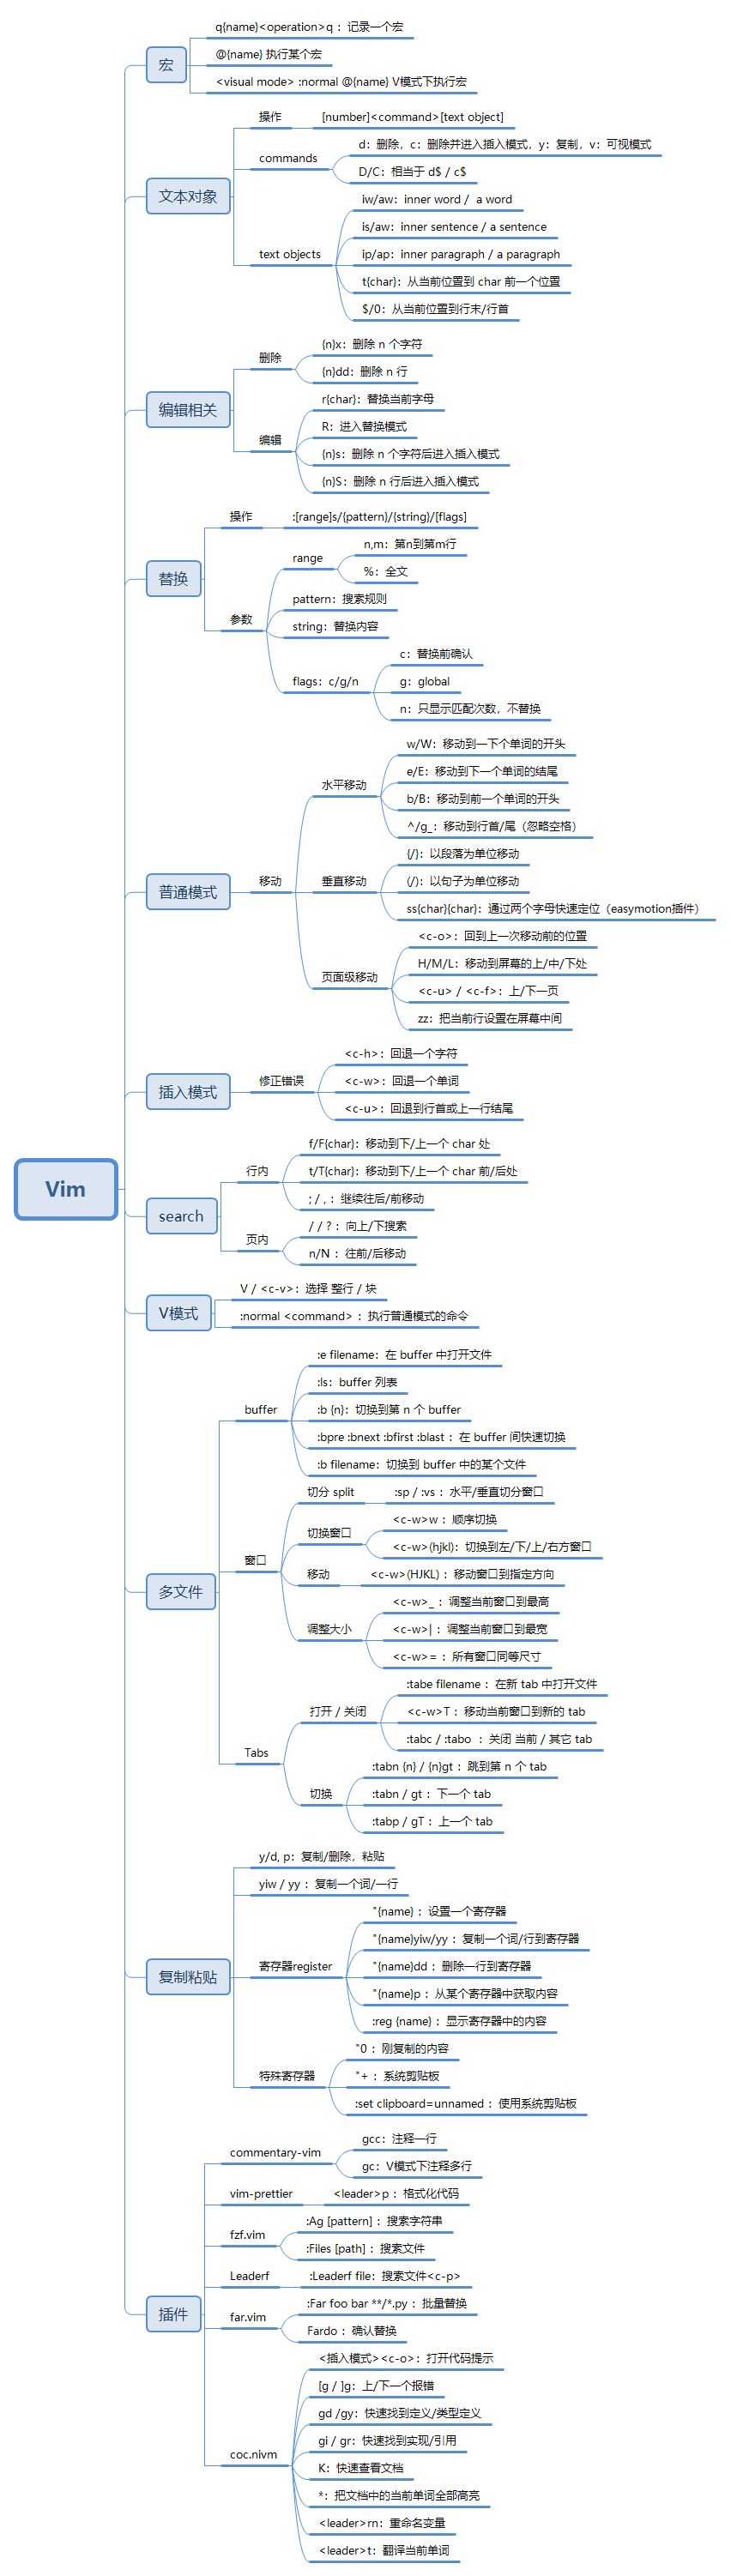 Vim
宏
q{name}<operation>q ：记录一个宏
@{name} 执行某个宏
<visual mode> :normal @{name} V模式下执行宏
文本对象
操作
[number]<command>[text object]
commands
d：删除，c：删除并进入插入模式，y：复制，v：可视模式
D/C：相当于 d$ / c$
text objects
iw/aw：inner word / a word
is/aw：inner sentence / a sentence
ip/ap：inner paragraph / a paragraph
t{char}：从当前位置到 char 前一个位置
$/0：从当前位置到行末/行首
编辑相关
删除
{n}x：删除 n 个字符
{n}dd：删除 n 行
编辑
r{char}：替换当前字母
R：进入替换模式
{n}s：删除 n 个字符后进入插入模式
{n}S：删除 n 行后进入插入模式
替换
操作
:[range]s/{pattern}/{string}/[flags]
参数
range
n,m：第n到第m行
%：全文
pattern：搜索规则
string：替换内容
flags：c/g/n
c：替换前确认
g：global
n：只显示匹配次数，不替换
普通模式
移动
水平移动
w/W：移动到一下个单词的开头
e/E：移动到下一个单词的结尾
b/B：移动到前一个单词的开头
^/g_：移动到行首/尾（忽略空格）
垂直移动
{/}：以段落为单位移动
(/)：以句子为单位移动
ss{char}{char}：通过两个字母快速定位（easymotion插件）
页面级移动
<c-o>：回到上一次移动前的位置
H/M/L：移动到屏幕的上/中/下处
<c-u> / <c-f>：上/下一页
zz：把当前行设置在屏幕中间
插入模式
修正错误
<c-h>：回退一个字符
<c-w>：回退一个单词
<c-u>：回退到行首或上一行结尾
search
行内
f/F{char}：移动到下/上一个 char 处
t/T{char}：移动到下/上一个 char 前/后处
; / , ：继续往后/前移动
页内
/ / ? ：向上/下搜索
n/N ：往前/后移动
V模式
V / <c-v>：选择 整行 / 块
:normal <command> ：执行普通模式的命令
多文件
buffer
:e filename：在 buffer 中打开文件
:ls：buffer 列表
:b {n}：切换到第 n 个 buffer
:bpre :bnext :bfirst :blast ：在 buffer 间快速切换
:b filename：切换到 buffer 中的某个文件
窗口
切分 split
:sp / :vs ：水平/垂直切分窗口
切换窗口
<c-w>w ：顺序切换
<c-w>(hjkl)：切换到左/下/上/右方窗口
移动
<c-w>(HJKL) ：移动窗口到指定方向
调整大小
<c-w>_ ：调整当前窗口到最高
<c-w>| ：调整当前窗口到最宽
<c-w>= ：所有窗口同等尺寸
Tabs
打开 / 关闭
:tabe filename ：在新 tab 中打开文件
<c-w>T ：移动当前窗口到新的 tab
:tabc / :tabo ：关闭 当前 / 其它 tab
切换
:tabn {n} / {n}gt ：跳到第 n 个 tab
:tabn / gt ：下一个 tab
:tabp / gT ：上一个 tab
复制粘贴
y/d, p：复制/删除，粘贴
yiw / yy ：复制一个词/一行
寄存器register
"{name} ：设置一个寄存器
"{name}yiw/yy ：复制一个词/行到寄存器
"{name}dd ：删除一行到寄存器
"{name}p ：从某个寄存器中获取内容
:reg {name} ：显示寄存器中的内容
特殊寄存器
"0 ：刚复制的内容
"+ ：系统剪贴板
:set clipboard=unnamed ：使用系统剪贴板
插件
commentary-vim
gcc：注释一行
gc：V模式下注释多行
vim-prettier
<leader>p ：格式化代码
fzf.vim
:Ag [pattern] ：搜索字符串
:Files [path] ：搜索文件
Leaderf
:Leaderf file：搜索文件<c-p>
far.vim
:Far foo bar **/*.py ：批量替换
Fardo ：确认替换
coc.nivm
<插入模式><c-o>：打开代码提示
[g / ]g：上/下一个报错
gd /gy：快速找到定义/类型定义
gi / gr：快速找到实现/引用
K：快速查看文档
*：把文档中的当前单词全部高亮
<leader>rn：重命名变量
<leader>t：翻译当前单词